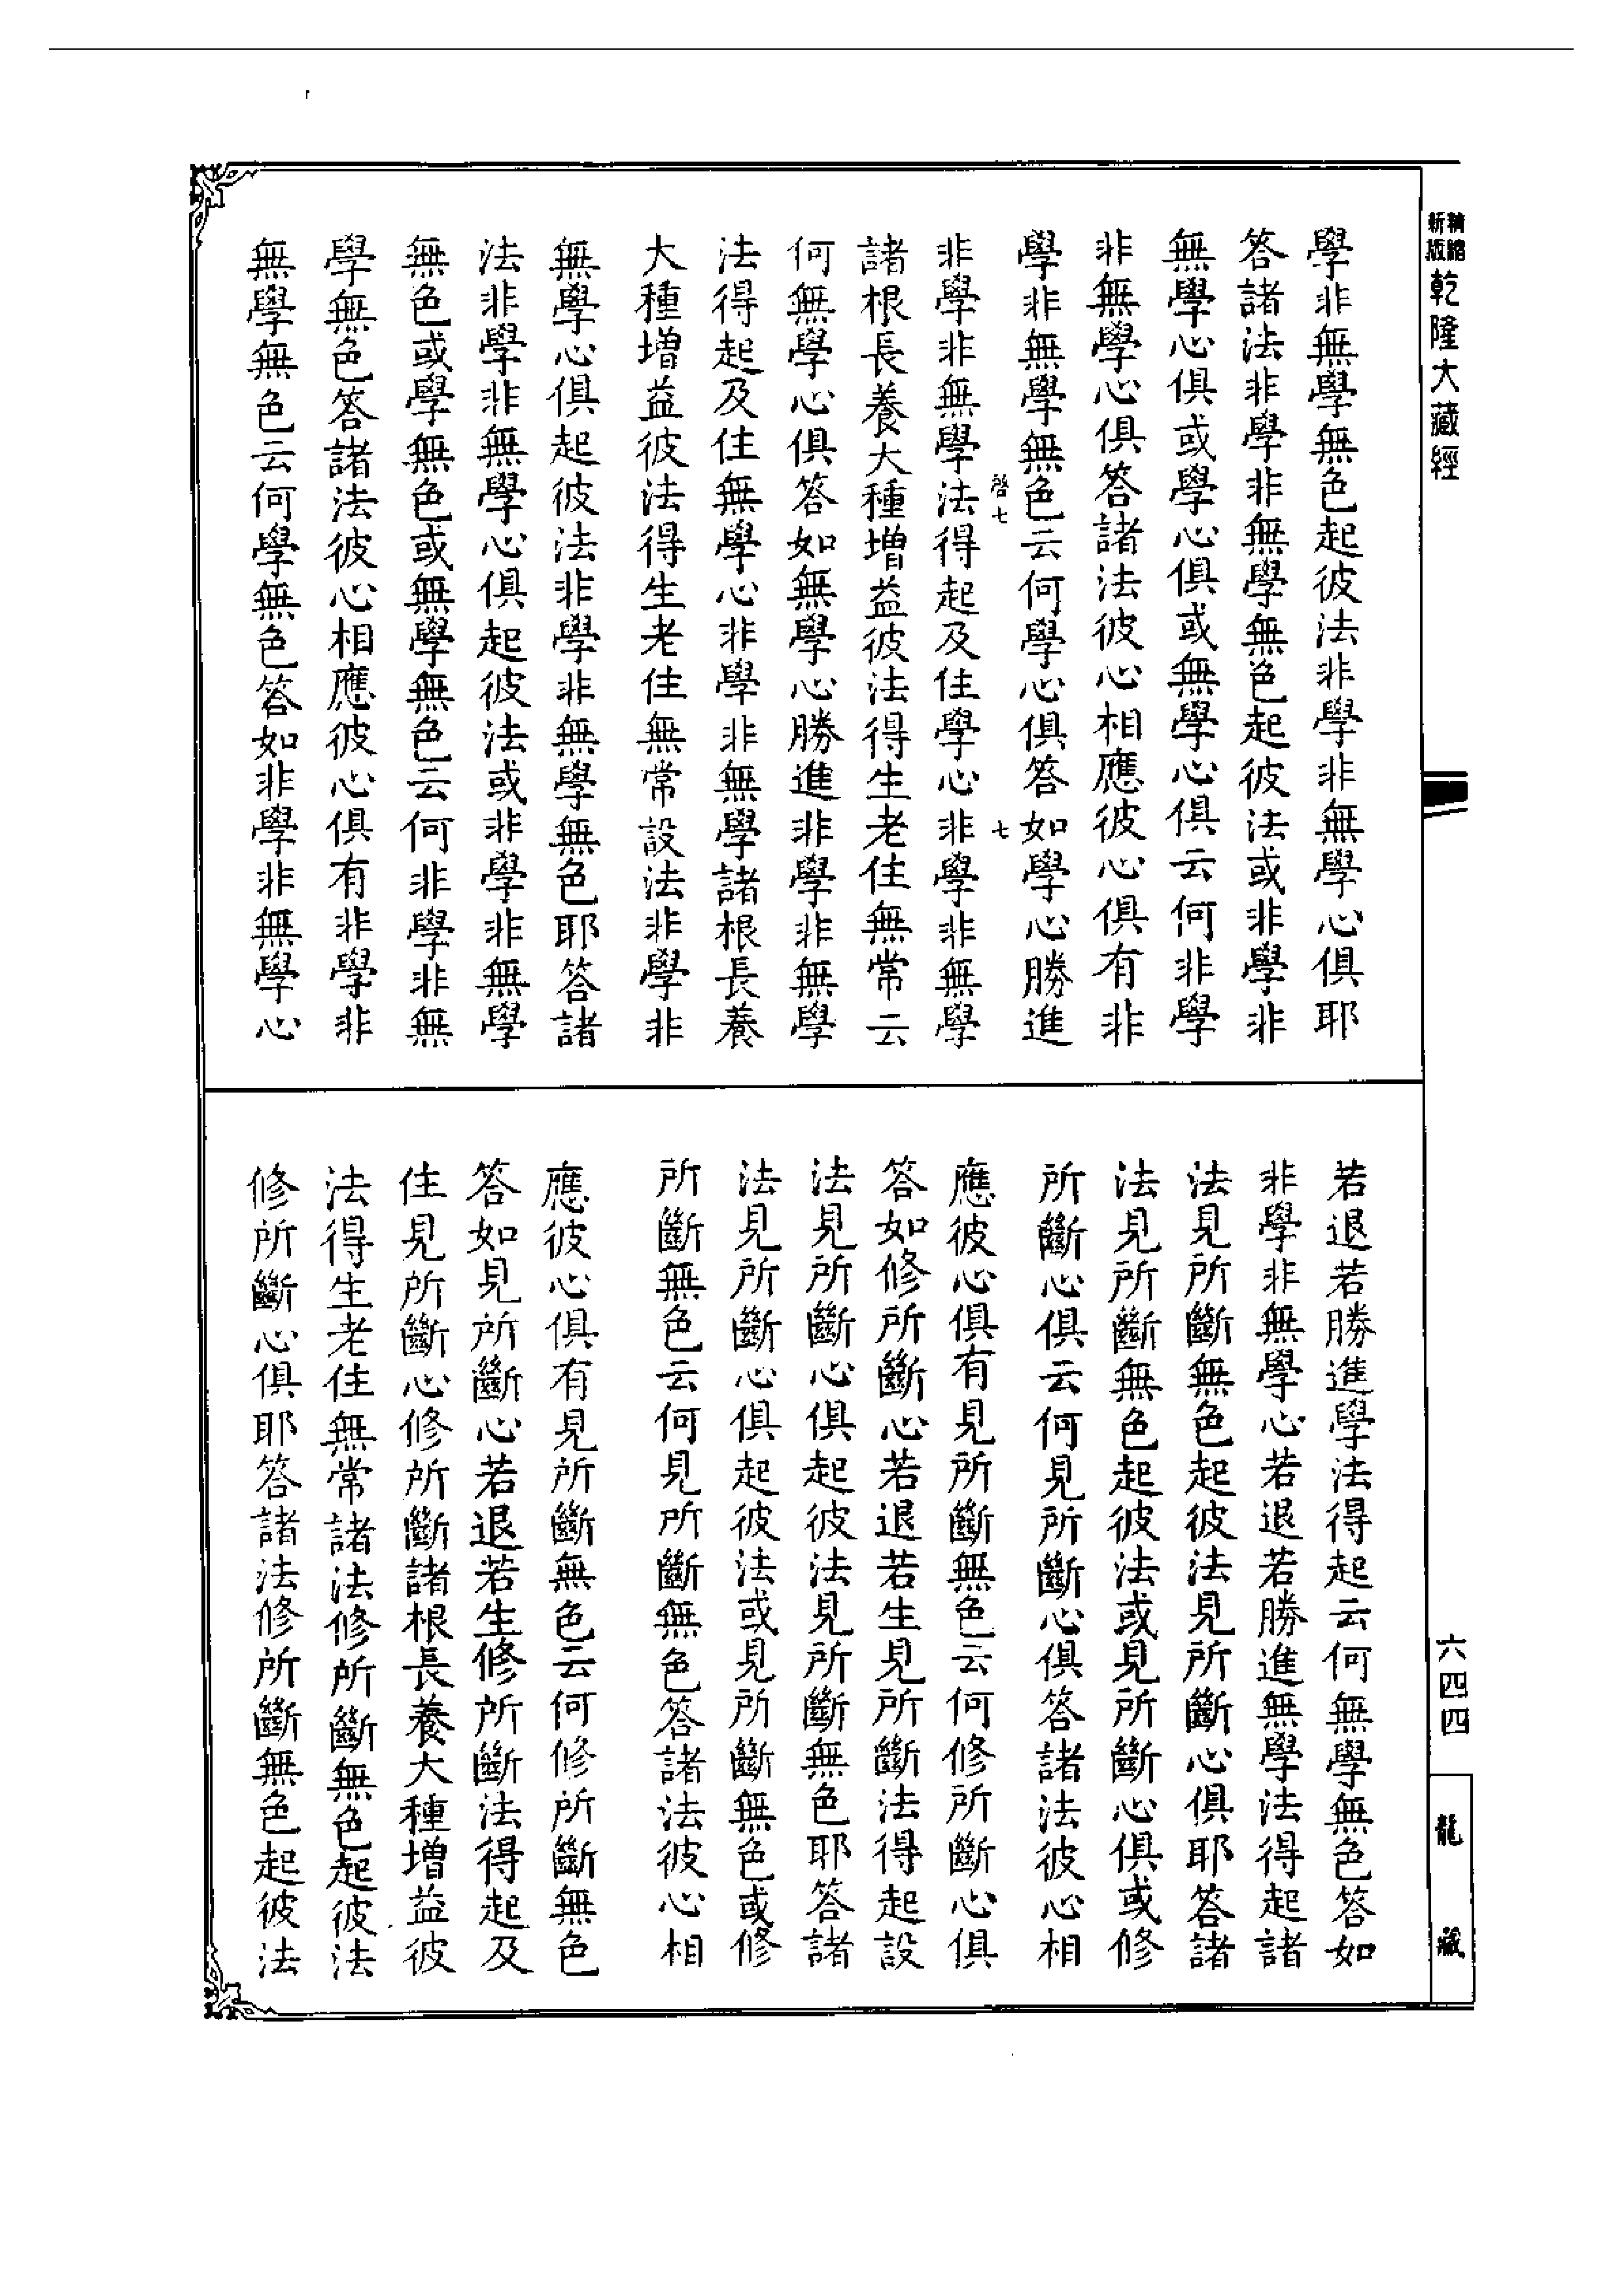 精縮
新版
乾隆大藏經
學非無學無色起彼法非學非無學心俱耶
答諸法非學非無學無色起彼法或非學非
無學心俱或學心俱或無學心俱云何非學
非無學心俱答諸法彼心相應彼心俱有非
學非無學無色云何學心俱答如學心勝進
啓七
七
非學非無學法得起及住學心非學非無學
諸根長養大種增益彼法得生老住無常云
何無學心俱答如無學心勝進非學非無學
法得起及住無學心非學非無學諸根長養
大種增益彼法得生老住無常設法非學非
無學心俱起彼法非學非無學無色耶答諸
法非學非無學心俱起彼法或非學非無學
無色或學無色或無學無色云何非學非無
學無色答諸法彼心相應彼心俱有非學非
無學無色云何學無色答如非學非無學心
若退若勝進學法得起云何無學無色答如
非學非無學心若退若勝進無學法得起諸
法見所斷無色起彼法見所斷心俱耶答諸
法見所斷無色起彼法或見所斷心俱或修
所斷心俱云何見所斷心俱答諸法彼心相
應彼心俱有見所斷無色云何修所斷心俱
答如修所斷心若退若生見所斷法得起設
法見所斷心俱起彼法見所斷無色耶答諸
法見所斷心俱起彼法或見所斷無色或修
所斷無色云何見所斷無色答諸法彼心相
應彼心俱有見所斷無色云何修所斷無色
答如見所斷心若退若生修所斷法得起及
住見所斷心修所斷諸根長養大種增益彼
法得生老住無常諸法修所斷無色起彼法
修所斷心俱耶答諸法修所斷無色起彼法
六四四
龍藏